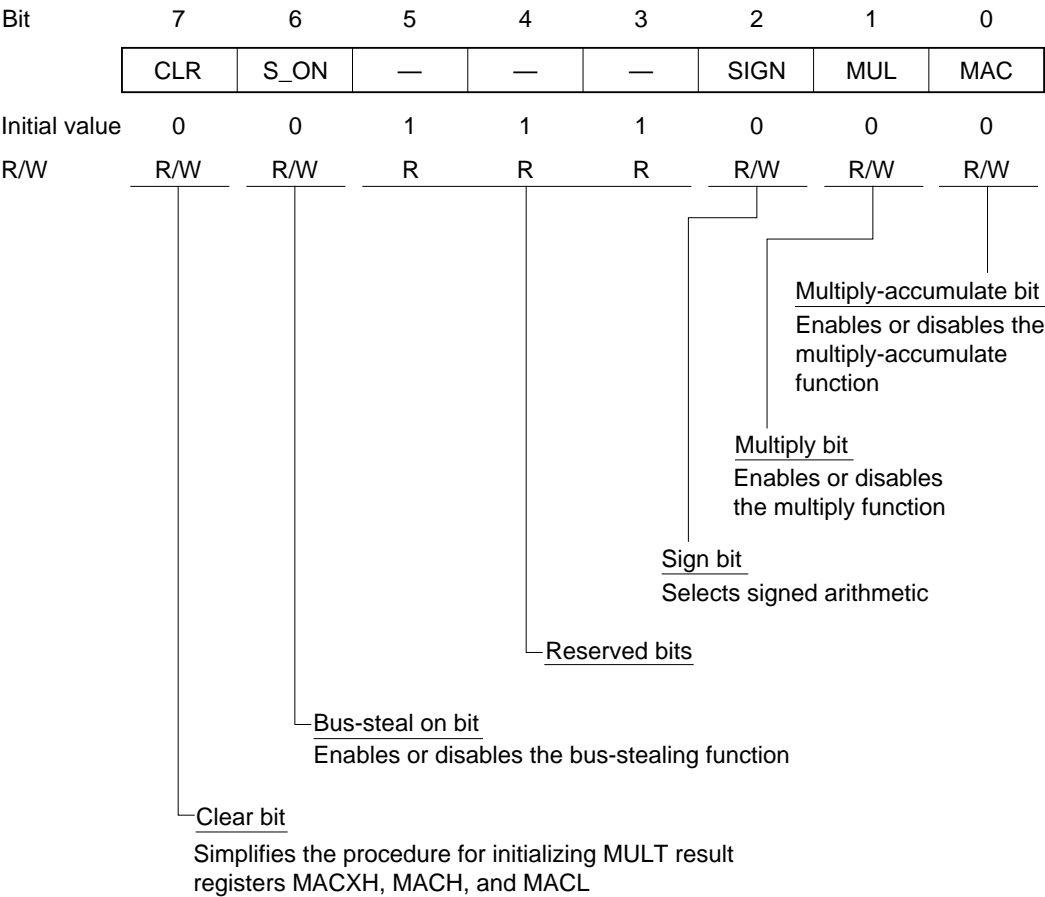 Bit 7 6 5 4 3 2 1 0
CLR S_ON — — — SIGN MUL MAC
Initial value 0 0 1 1 1 0 0 0
R/W R/W R/W R R R R/W R/W R/W
Multiply-accumulate bit
Enables or disables the
multiply-accumulate
function
Multiply bit
Enables or disables
the multiply function
Sign bit
Selects signed arithmetic
Reserved bits
Bus-steal on bit
Enables or disables the bus-stealing function
Clear bit
Simplifies the procedure for initializing MULT result
registers MACXH, MACH, and MACL